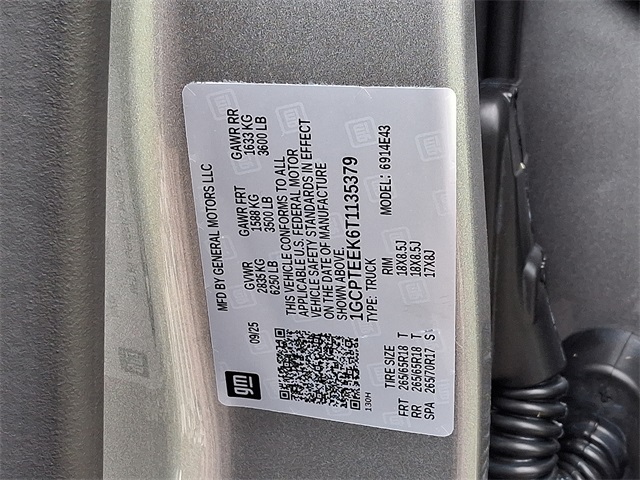 MFD BY GENERAL MOTORS LLC
gm
09/25
GVWR GAWR FRT GAWR RR
2835 KG 1588 KG 1633 KG
6250 LB 3500 LB 3600 LB
THIS VEHICLE CONFORMS TO ALL
APPLICABLE U.S. FEDERAL MOTOR
VEHICLE SAFETY STANDARDS IN EFFECT
ON THE DATE OF MANUFACTURE
SHOWN ABOVE.
1GCPTEEK6T1135379
TYPE: TRUCK MODEL: 6914E43
130H
TIRE SIZE RIM
FRT 265/65R18 T 18X8.5J
RR 265/65R18 T 18X8.5J
SPA 265/70R17 S 17X8J